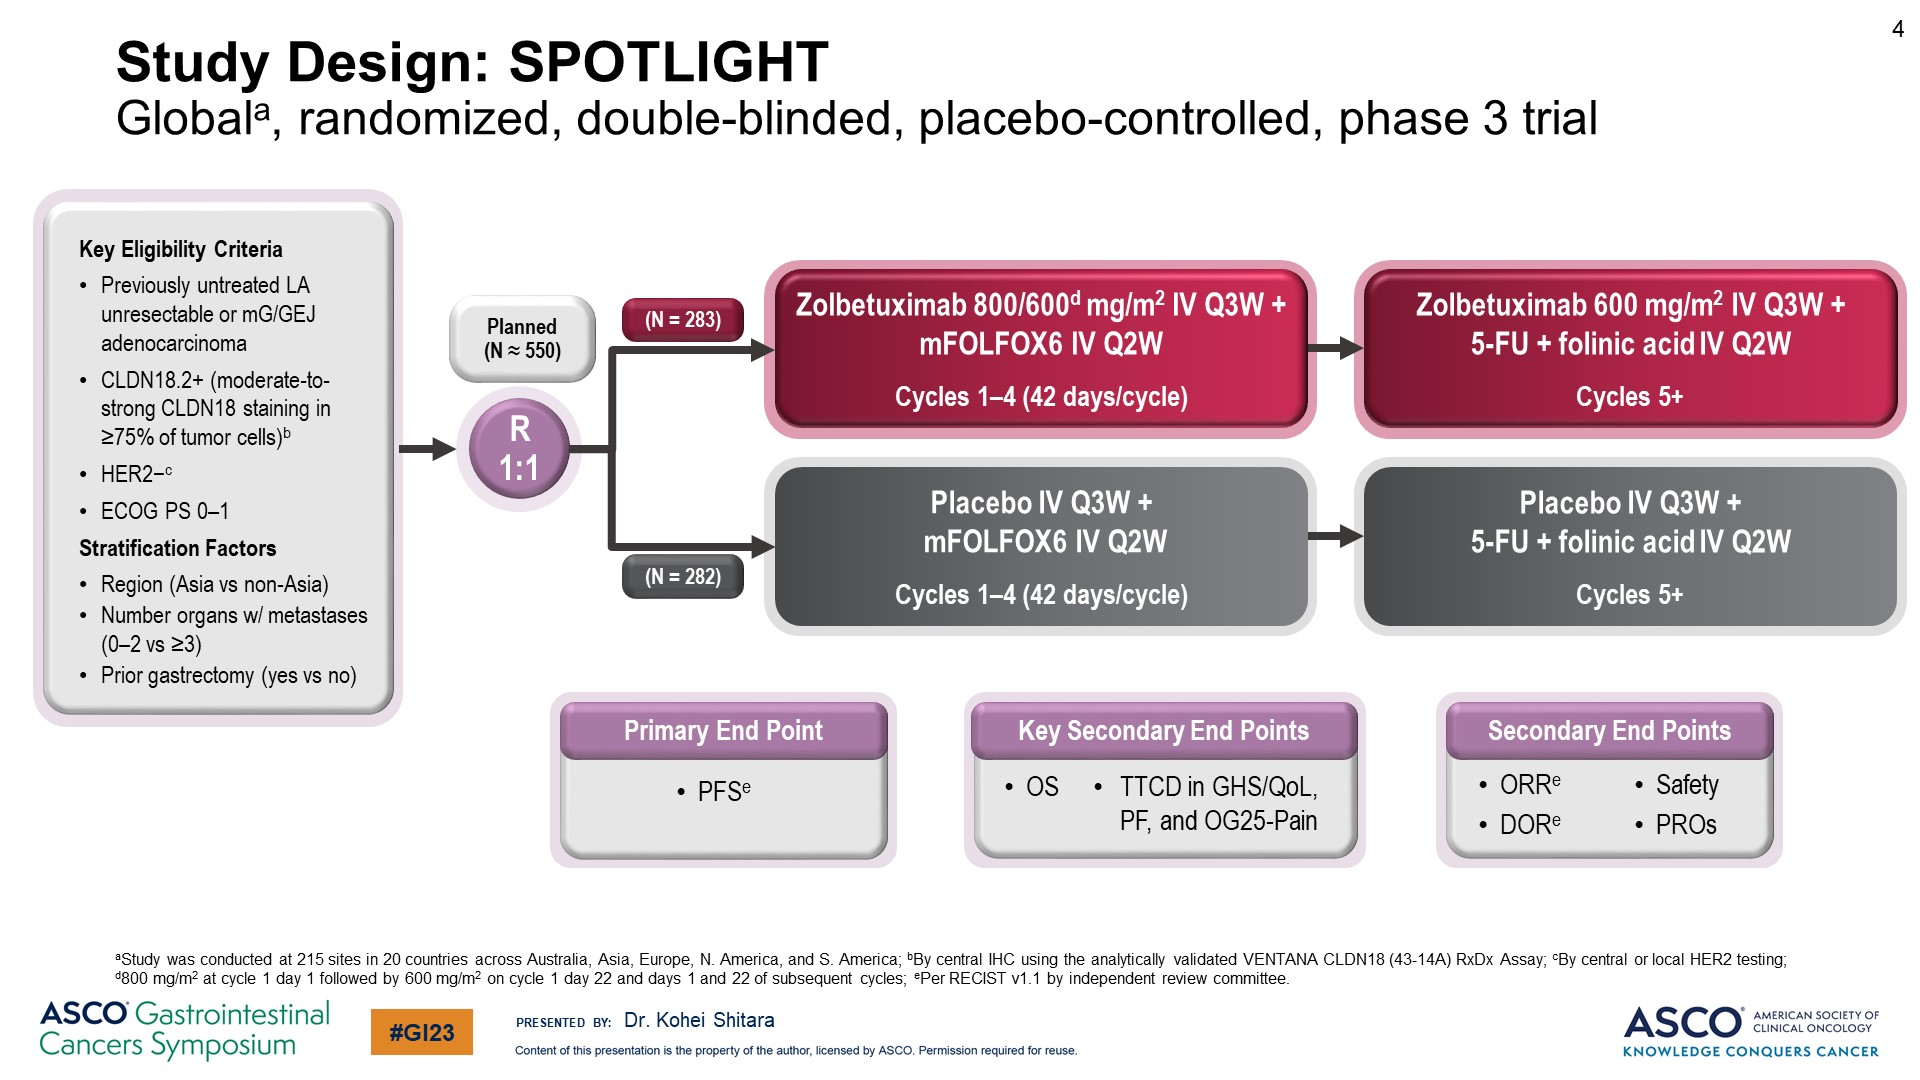 4
Study Design: SPOTLIGHT
Globalᵃ, randomized, double-blinded, placebo-controlled, phase 3 trial
Key Eligibility Criteria
• Previously untreated LA
unresectable or mG/GEJ
adenocarcinoma
• CLDN18.2+ (moderate-to-
strong CLDN18 staining in
≥75% of tumor cells)ᵇ
• HER2−ᶜ
• ECOG PS 0–1
Stratification Factors
• Region (Asia vs non-Asia)
• Number organs w/ metastases
(0–2 vs ≥3)
• Prior gastrectomy (yes vs no)
Planned
(N ≈ 550)
R
1:1
(N = 283)
(N = 282)
Zolbetuximab 800/600ᵈ mg/m² IV Q3W +
mFOLFOX6 IV Q2W
Cycles 1–4 (42 days/cycle)
Zolbetuximab 600 mg/m² IV Q3W +
5-FU + folinic acid IV Q2W
Cycles 5+
Placebo IV Q3W +
mFOLFOX6 IV Q2W
Cycles 1–4 (42 days/cycle)
Placebo IV Q3W +
5-FU + folinic acid IV Q2W
Cycles 5+
Primary End Point
• PFSᵉ
Key Secondary End Points
• OS
• TTCD in GHS/QoL,
PF, and OG25-Pain
Secondary End Points
• ORRᵉ
• DORᵉ
• Safety
• PROs
ᵃStudy was conducted at 215 sites in 20 countries across Australia, Asia, Europe, N. America, and S. America; ᵇBy central IHC using the analytically validated VENTANA CLDN18 (43-14A) RxDx Assay; ᶜBy central or local HER2 testing;
ᵈ800 mg/m² at cycle 1 day 1 followed by 600 mg/m² on cycle 1 day 22 and days 1 and 22 of subsequent cycles; ᵉPer RECIST v1.1 by independent review committee.
ASCO® Gastrointestinal
Cancers Symposium
#GI23
PRESENTED BY: Dr. Kohei Shitara
Content of this presentation is the property of the author, licensed by ASCO. Permission required for reuse.
ASCO® AMERICAN SOCIETY OF
CLINICAL ONCOLOGY
KNOWLEDGE CONQUERS CANCER